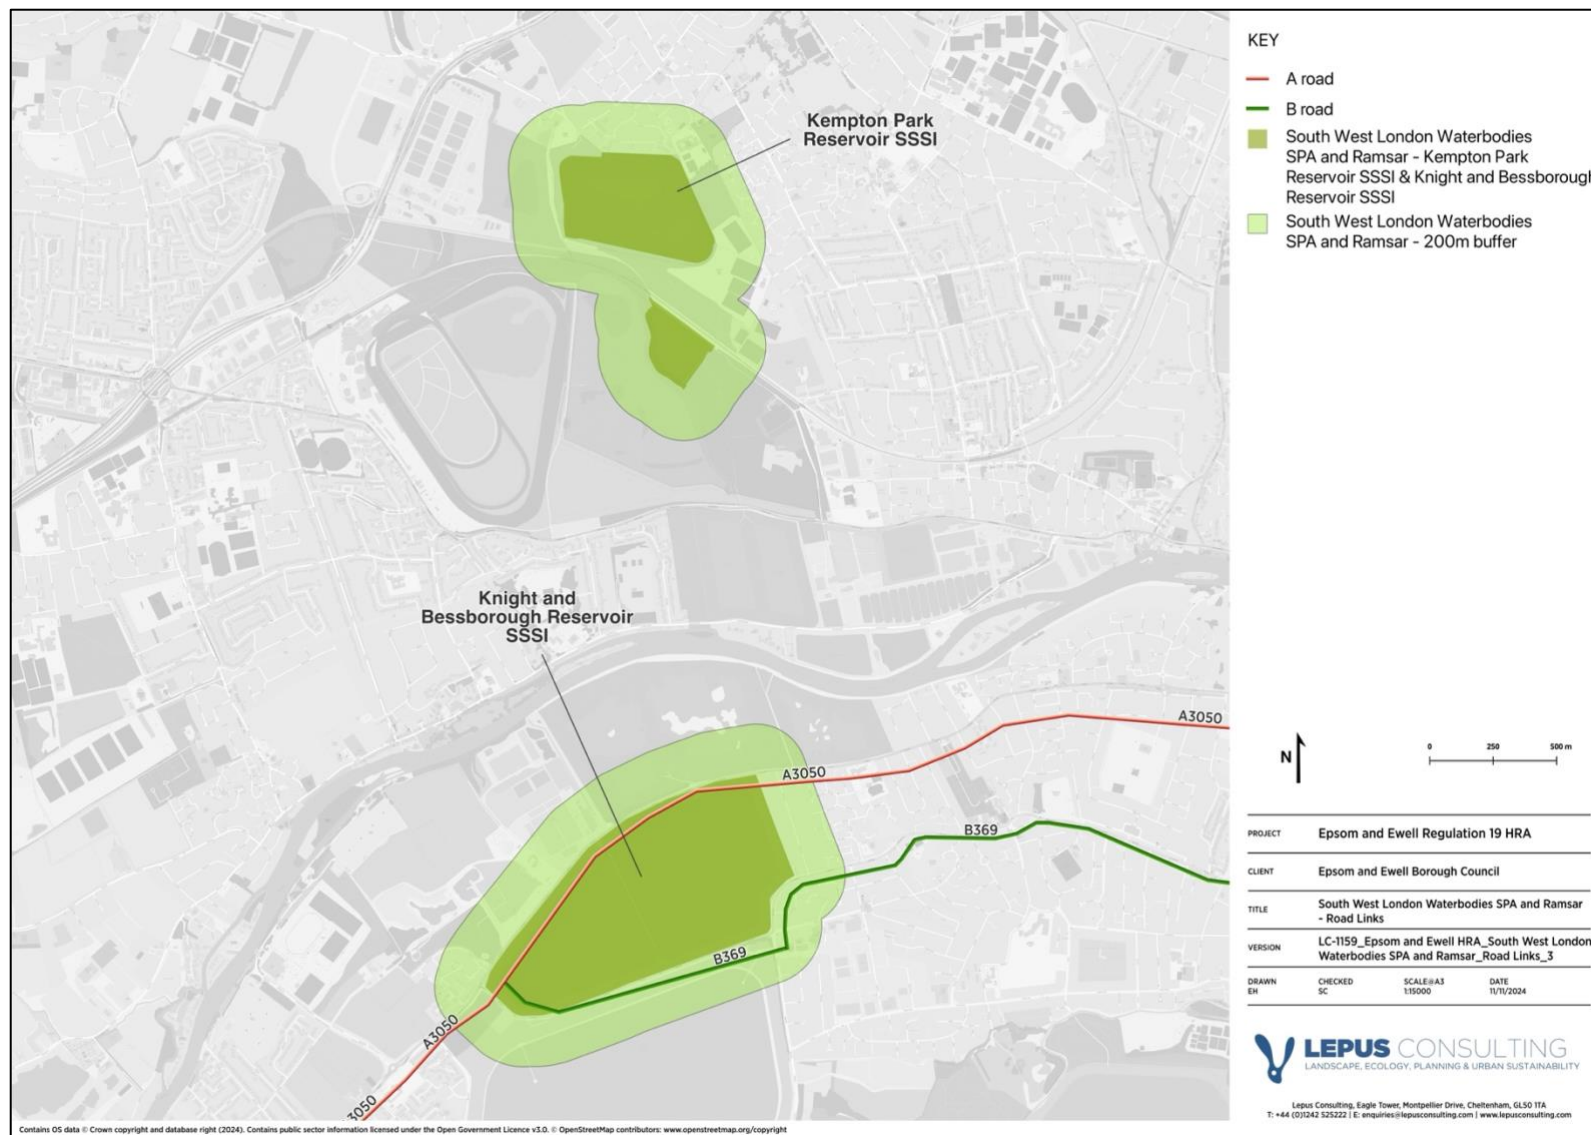 Kempton Park
Reservoir SSSI
Knight and
Bessborough Reservoir
SSSI
A3050
A3050
B369
B369
A3050
3050
KEY
A road
B road
South West London Waterbodies
SPA and Ramsar - Kempton Park
Reservoir SSSI & Knight and Bessborough
Reservoir SSSI
South West London Waterbodies
SPA and Ramsar - 200m buffer
N
0 250 500 m
PROJECT Epsom and Ewell Regulation 19 HRA
CLIENT Epsom and Ewell Borough Council
TITLE South West London Waterbodies SPA and Ramsar
- Road Links
VERSION LC-1159_Epsom and Ewell HRA_South West London
Waterbodies SPA and Ramsar_Road Links_3
DRAWN CHECKED SCALE@A3 DATE
EH SC 1:15000 11/11/2024
LEPUS CONSULTING
LANDSCAPE, ECOLOGY, PLANNING & URBAN SUSTAINABILITY
Lepus Consulting, Eagle Tower, Montpellier Drive, Cheltenham, GL50 1TA
T: +44 (0)1242 525222 | E: enquiries@lepusconsulting.com | www.lepusconsulting.com
Contains OS data © Crown copyright and database right (2024). Contains public sector information licensed under the Open Government Licence v3.0. © OpenStreetMap contributors: www.openstreetmap.org/copyright